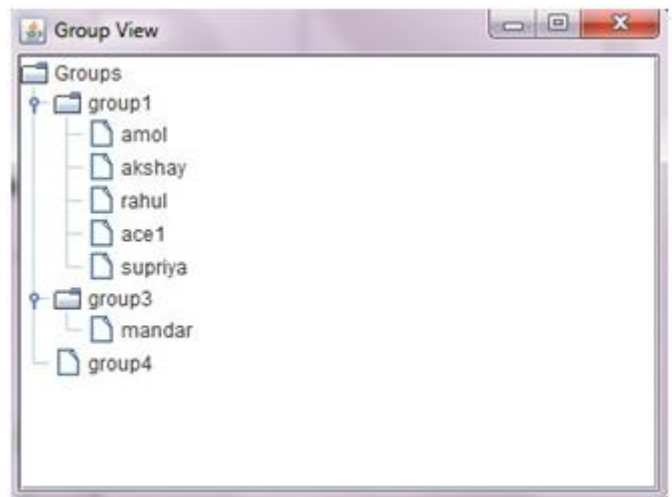 Group View
Groups
group1
amol
akshay
rahul
ace1
supriya
group3
mandar
group4